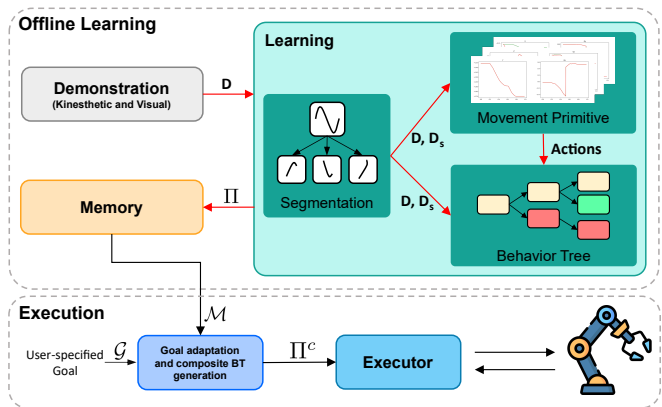 Offline Learning
Learning
Demonstration
(Kinesthetic and Visual)
D
Segmentation
D, Dₛ
D, Dₛ
Movement Primitive
Actions
Behavior Tree
Π
Memory
Execution
ℳ
User-specified
Goal
𝒢
Goal adaptation
and composite BT
generation
Πᶜ
Executor